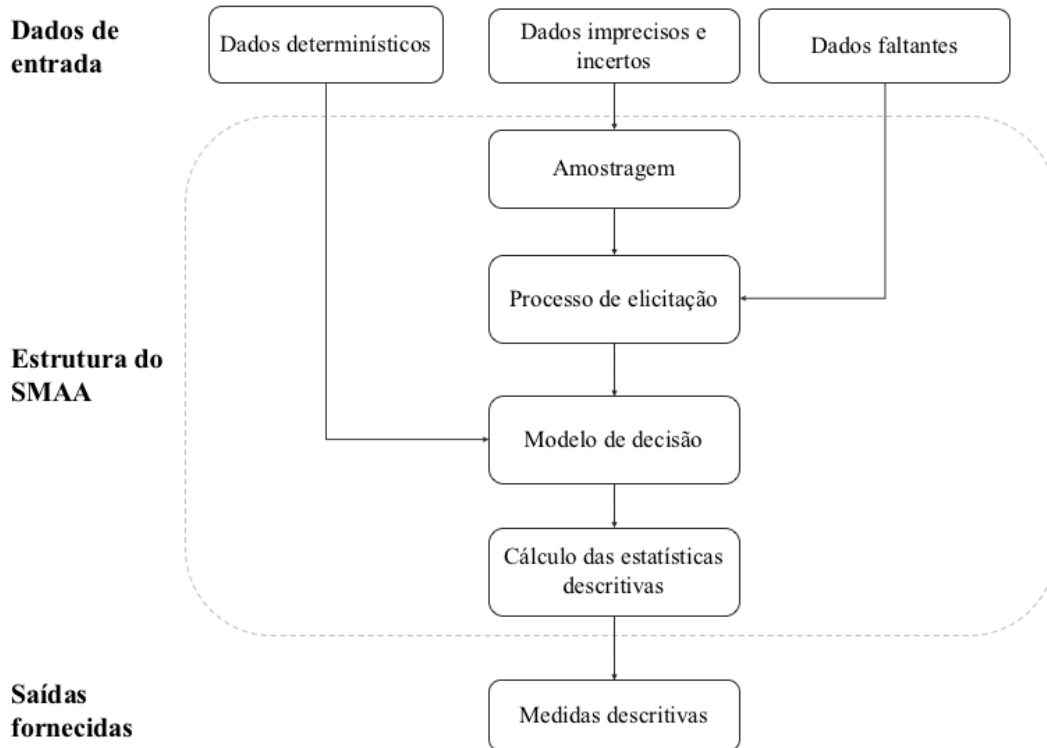 Dados de
entrada
Dados determinísticos
Dados imprecisos e
incertos
Dados faltantes
Amostragem
Processo de elicitação
Estrutura do
SMAA
Modelo de decisão
Cálculo das estatísticas
descritivas
Saídas
fornecidas
Medidas descritivas